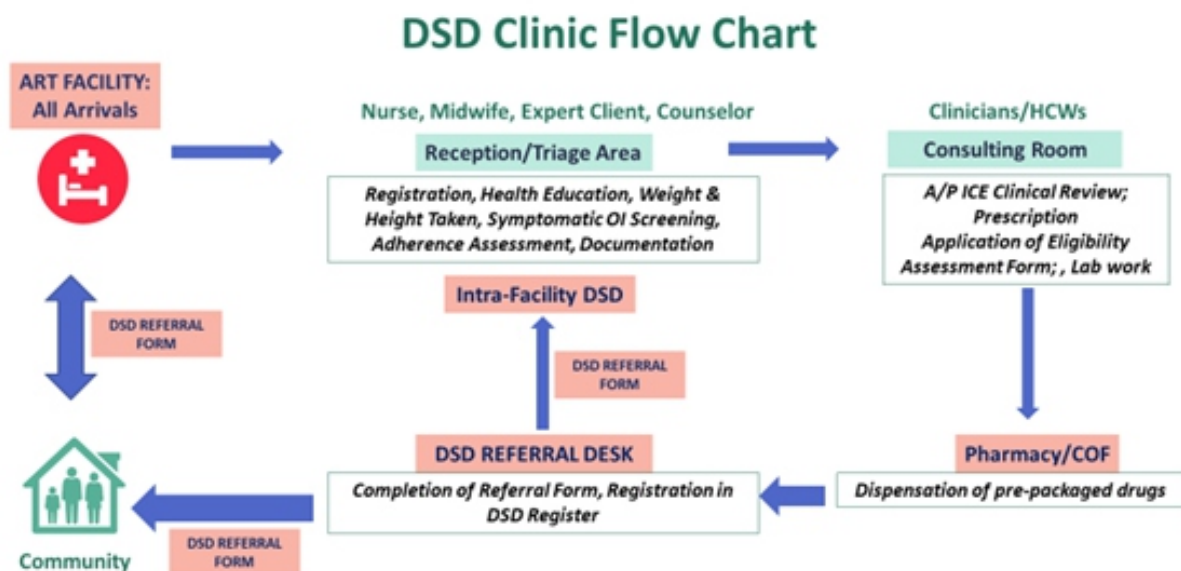 DSD Clinic Flow Chart
ART FACILITY:
All Arrivals
Nurse, Midwife, Expert Client, Counselor
Reception/Triage Area
Registration, Health Education, Weight &
Height Taken, Symptomatic OI Screening,
Adherence Assessment, Documentation
Clinicians/HCWs
Consulting Room
A/P ICE Clinical Review;
Prescription
Application of Eligibility
Assessment Form; , Lab work
Intra-Facility DSD
DSD REFERRAL
FORM
DSD REFERRAL
FORM
DSD REFERRAL DESK
Completion of Referral Form, Registration in
DSD Register
Pharmacy/COF
Dispensation of pre-packaged drugs
DSD REFERRAL
FORM
Community